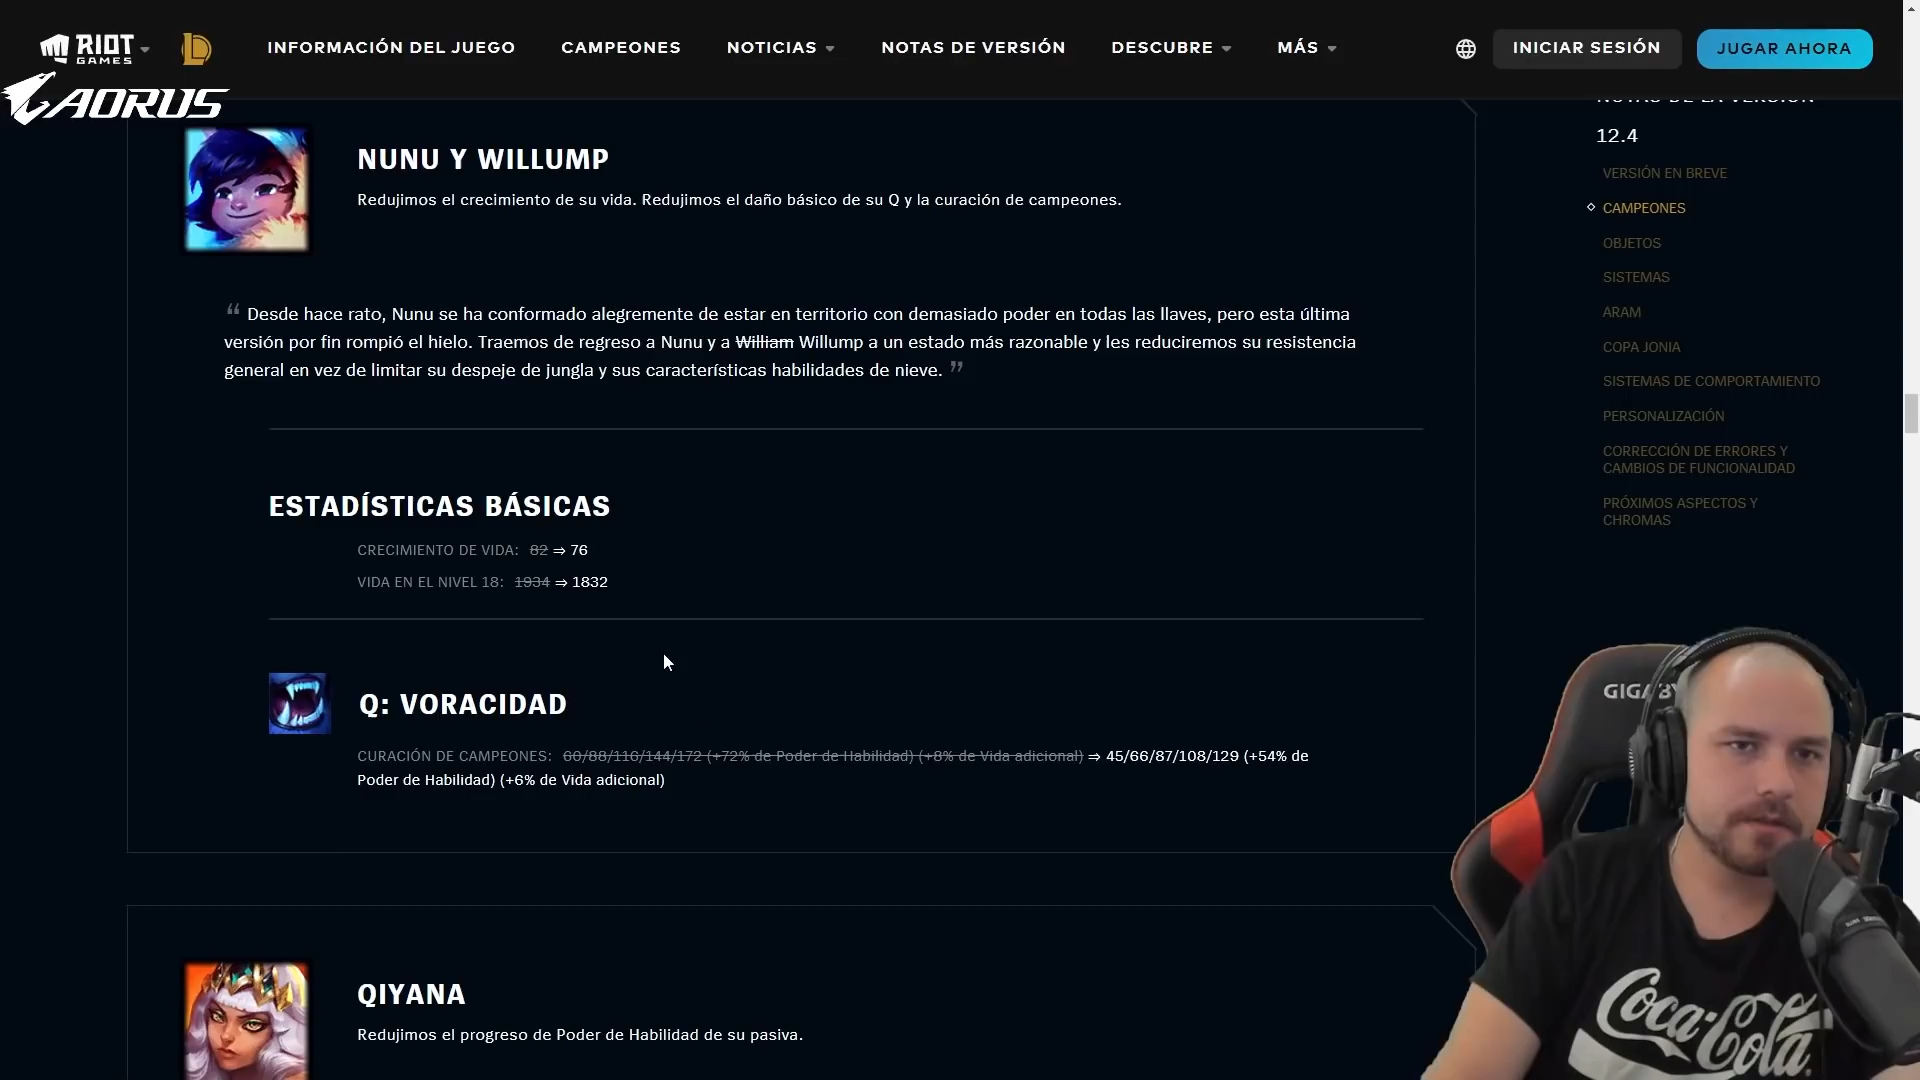 RIOT GAMES
INFORMACIÓN DEL JUEGO
CAMPEONES
NOTICIAS
NOTAS DE VERSIÓN
DESCUBRE
MÁS
INICIAR SESIÓN
JUGAR AHORA
AORUS
NOTAS DE LA VERSIÓN
12.4
VERSIÓN EN BREVE
CAMPEONES
OBJETOS
SISTEMAS
ARAM
COPA JONIA
SISTEMAS DE COMPORTAMIENTO
PERSONALIZACIÓN
CORRECCIÓN DE ERRORES Y
CAMBIOS DE FUNCIONALIDAD
PRÓXIMOS ASPECTOS Y
CHROMAS
NUNU Y WILLUMP
Redujimos el crecimiento de su vida. Redujimos el daño básico de su Q y la curación de campeones.
“ Desde hace rato, Nunu se ha conformado alegremente de estar en territorio con demasiado poder en todas las llaves, pero esta última
versión por fin rompió el hielo. Traemos de regreso a Nunu y a William Willump a un estado más razonable y les reduciremos su resistencia
general en vez de limitar su despeje de jungla y sus características habilidades de nieve. ”
ESTADÍSTICAS BÁSICAS
CRECIMIENTO DE VIDA: 82 ⇒ 76
VIDA EN EL NIVEL 18: 1934 ⇒ 1832
Q: VORACIDAD
CURACIÓN DE CAMPEONES: 60/88/116/144/172 (+72% de Poder de Habilidad) (+8% de Vida adicional) ⇒ 45/66/87/108/129 (+54% de
Poder de Habilidad) (+6% de Vida adicional)
QIYANA
Redujimos el progreso de Poder de Habilidad de su pasiva.
Coca-Cola